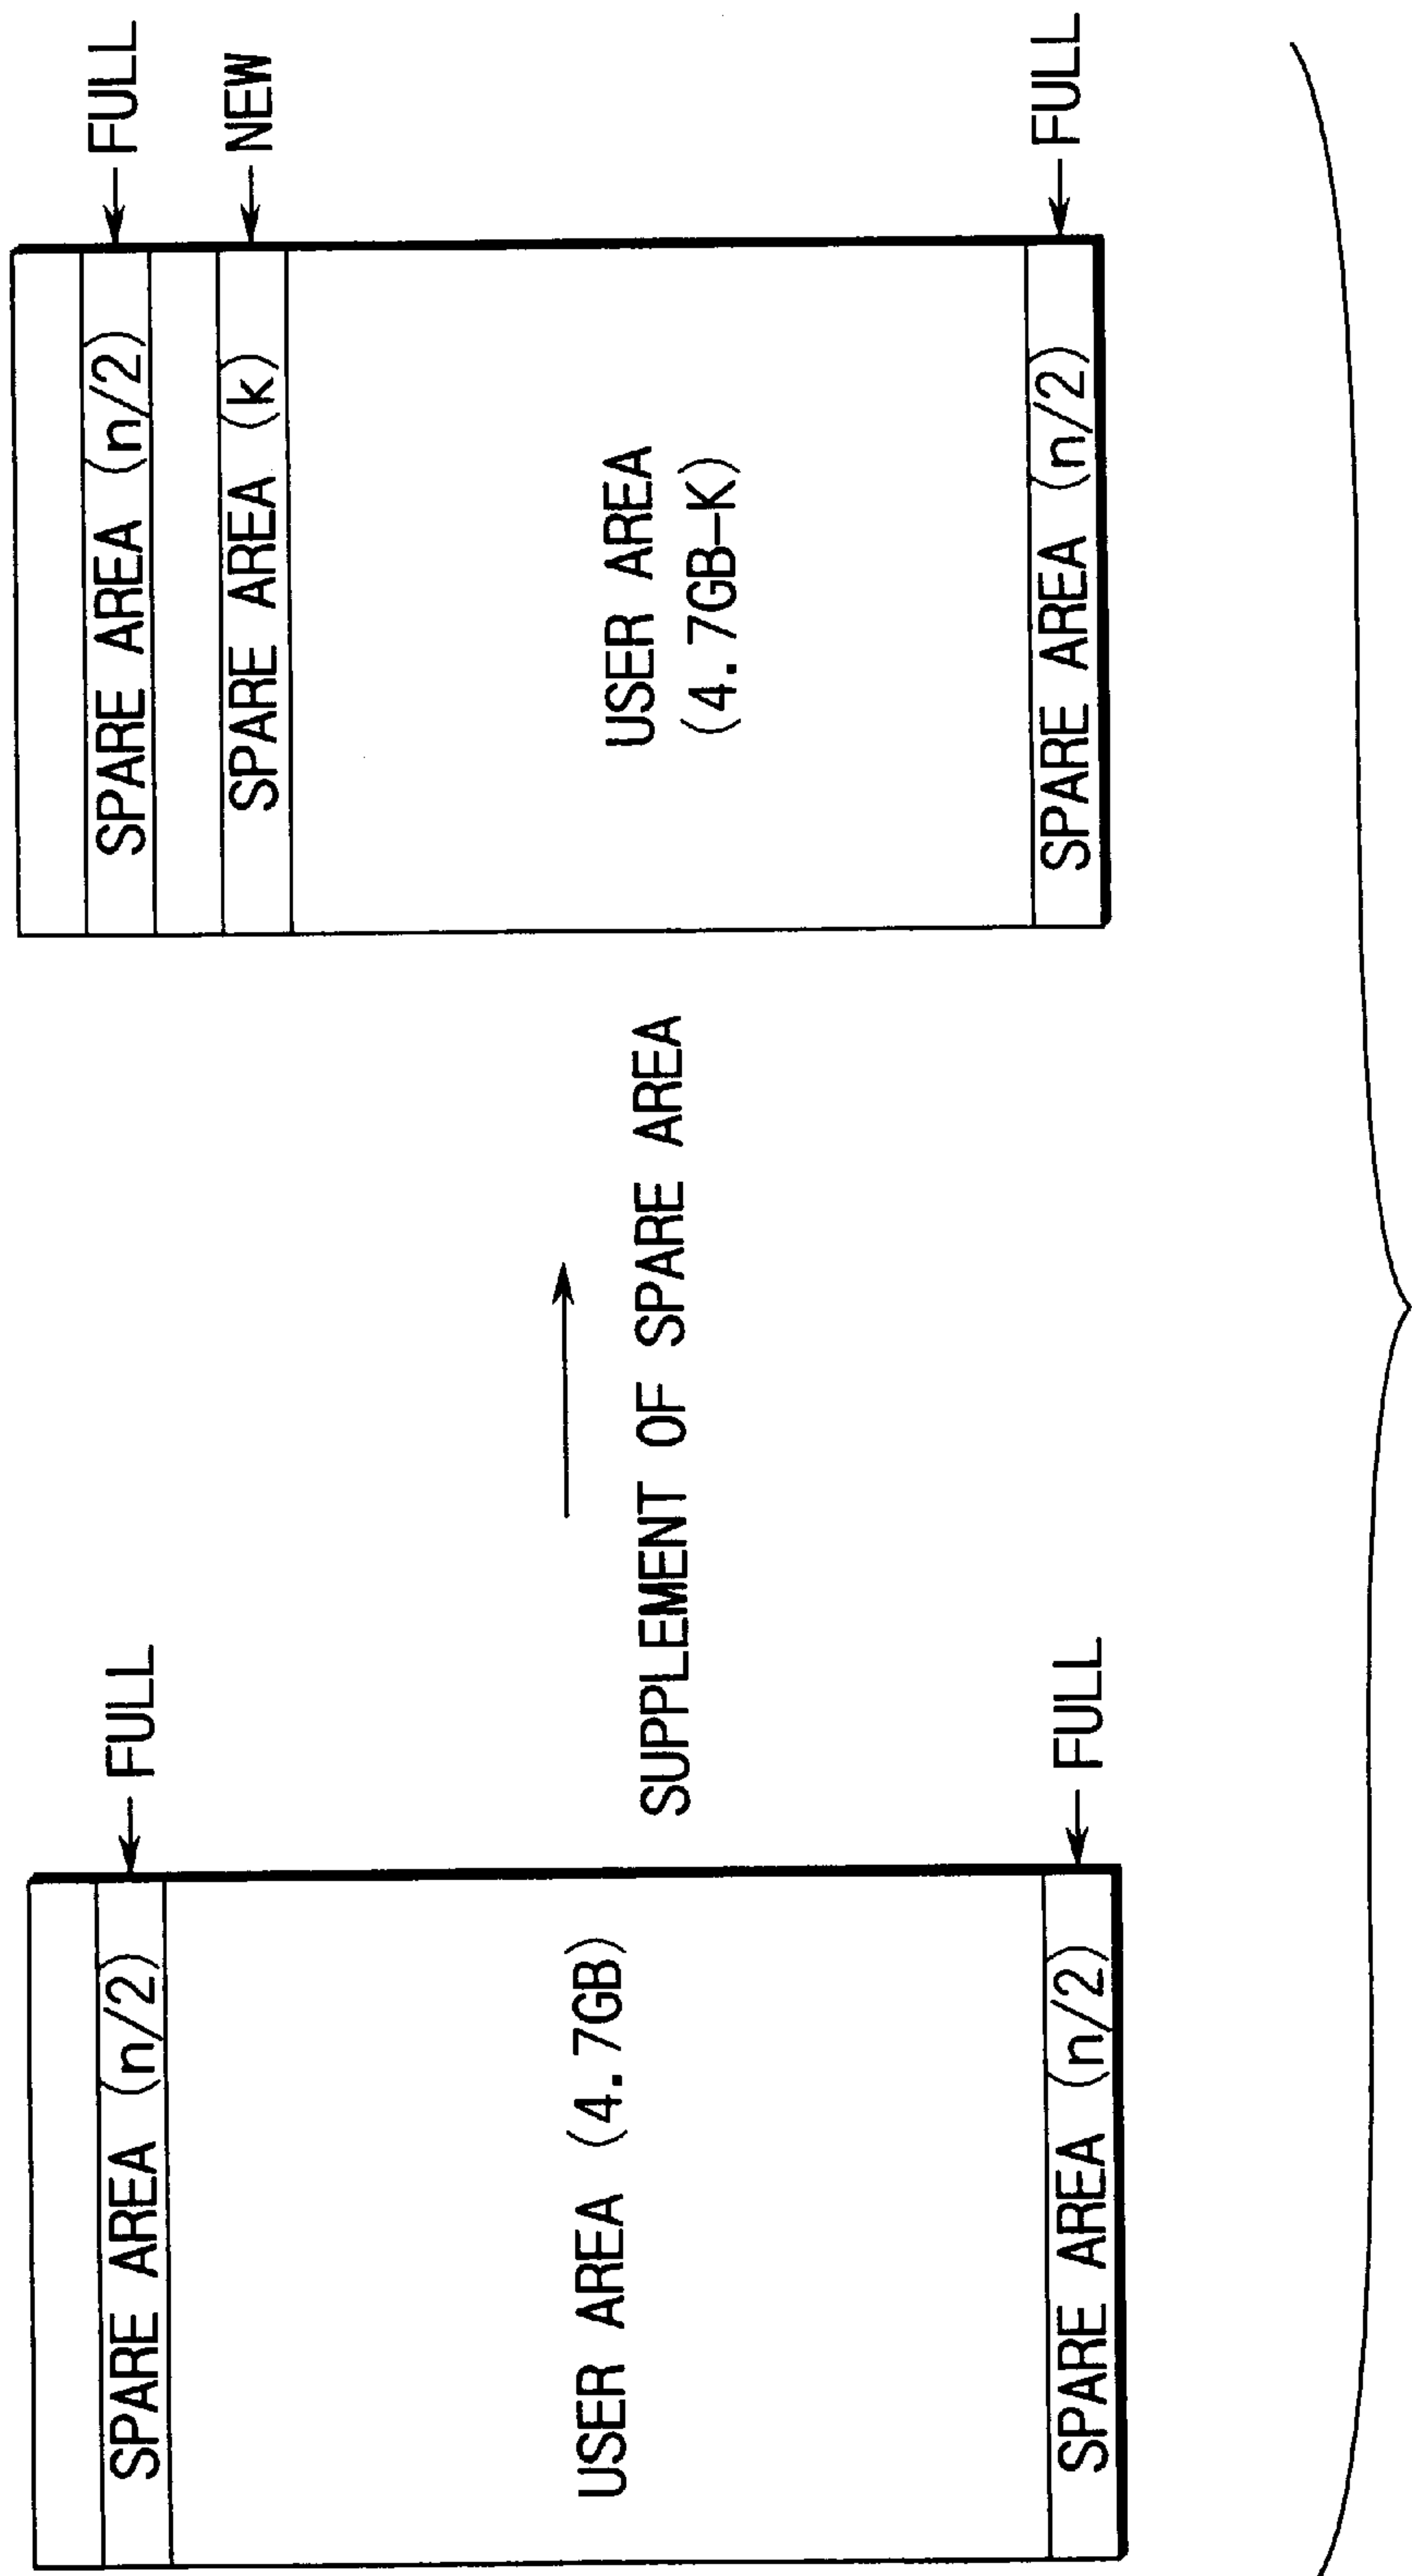 SPARE AREA (n/2)
FULL
USER AREA (4.7GB)
SPARE AREA (n/2)
FULL
SUPPLEMENT OF SPARE AREA
SPARE AREA (n/2)
FULL
SPARE AREA (k)
NEW
USER AREA
(4.7GB-K)
SPARE AREA (n/2)
FULL